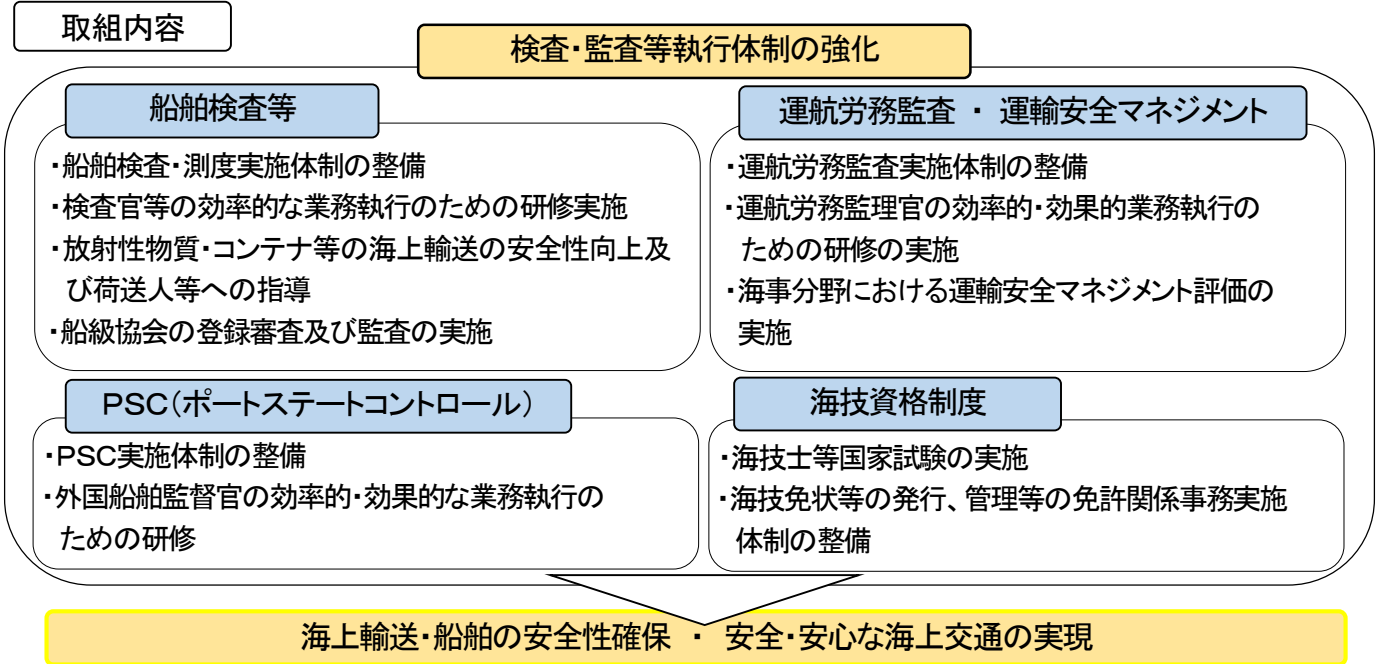 取組内容
検査・監査等執行体制の強化
船舶検査等
・船舶検査・測度実施体制の整備
・検査官等の効率的な業務執行のための研修実施
・放射性物質・コンテナ等の海上輸送の安全性向上及
び荷送人等への指導
・船級協会の登録審査及び監査の実施
運航労務監査 ・ 運輸安全マネジメント
・運航労務監査実施体制の整備
・運航労務監理官の効率的・効果的業務執行の
ための研修の実施
・海事分野における運輸安全マネジメント評価の
実施
PSC（ポートステートコントロール）
・PSC実施体制の整備
・外国船舶監督官の効率的・効果的な業務執行の
ための研修
海技資格制度
・海技士等国家試験の実施
・海技免状等の発行、管理等の免許関係事務実施
体制の整備
海上輸送・船舶の安全性確保 ・ 安全・安心な海上交通の実現